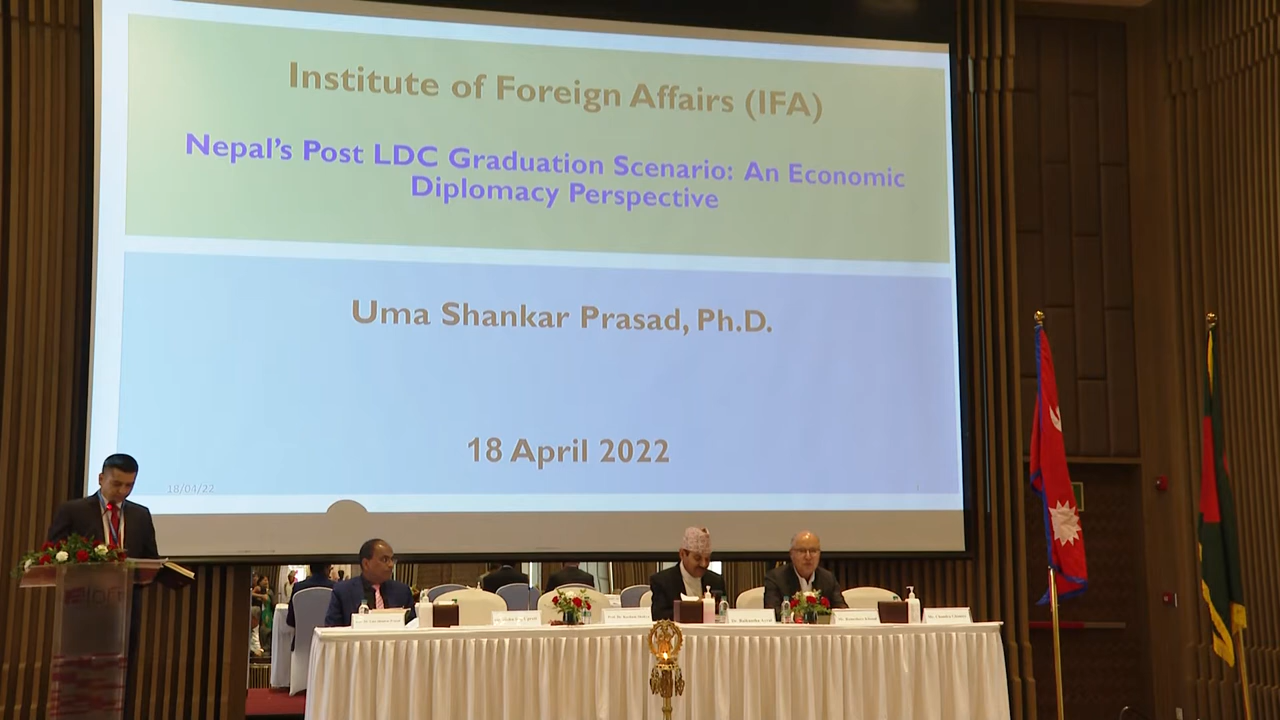 Institute of Foreign Affairs (IFA)
Nepal's Post LDC Graduation Scenario: An Economic
Diplomacy Perspective
Uma Shankar Prasad, Ph.D.
18 April 2022
18/04/22